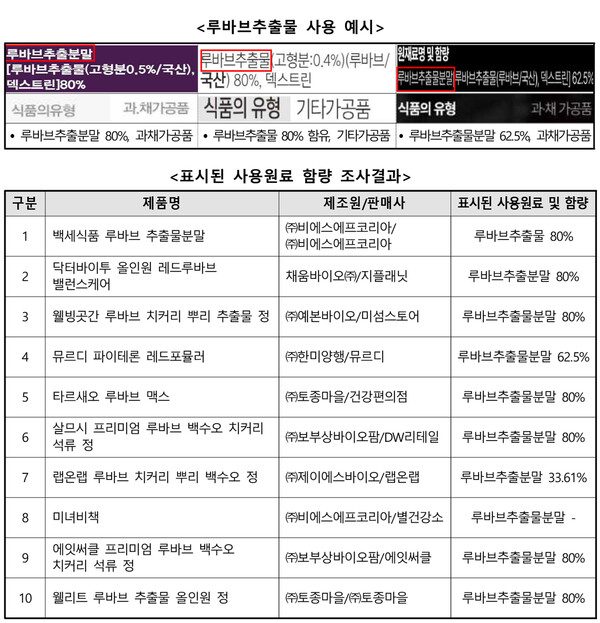 <루바브추출물 사용 예시>
루바브추출분말
[루바브추출물(고형분0.5%/국산),
덱스트린]80%
식품의유형 과.채가공품
루바브추출물(고형분:0.4%)(루바브/
국산) 80%, 덱스트린
식품의 유형 기타가공품
원재료명 및 함량
루바브추출물분말[루바브추출물(루바브/국산), 덱스트린] 62.5%
식품의 유형 과·채 가공품
• 루바브추출분말 80%, 과채가공품
• 루바브추출물 80% 함유, 기타가공품
• 루바브추출물분말 62.5%, 과채가공품
<표시된 사용원료 함량 조사결과>
구분 제품명 제조원/판매사 표시된 사용원료 및 함량
1 백세식품 루바브 추출물분말 ㈜비에스에프코리아/
㈜비에스에프코리아 루바브추출물 80%
2 닥터바이투 올인원 레드루바브
밸런스케어 채움바이오㈜/지플래닛 루바브추출분말 80%
3 웰빙곳간 루바브 치커리 뿌리 추출물 정 ㈜예본바이오/미섬스토어 루바브추출물분말 80%
4 뮤르디 파이테론 레드포뮬러 ㈜한미양행/뮤르디 루바브추출물분말 62.5%
5 타르새오 루바브 맥스 ㈜토종마을/건강편의점 루바브추출물분말 80%
6 살므시 프리미엄 루바브 백수오 치커리
석류 정 ㈜보부상바이오팜/DW리테일 루바브추출물분말 80%
7 랩온랩 루바브 치커리 뿌리 백수오 정 ㈜제이에스바이오/랩온랩 루바브추출분말 33.61%
8 미녀비책 ㈜비에스에프코리아/별건강소 루바브추출물분말 -
9 에잇써클 프리미엄 루바브 백수오
치커리 석류 정 ㈜보부상바이오팜/에잇써클 루바브추출물분말 80%
10 웰리트 루바브 추출물 올인원 정 ㈜토종마을/㈜토종마을 루바브추출물분말 80%